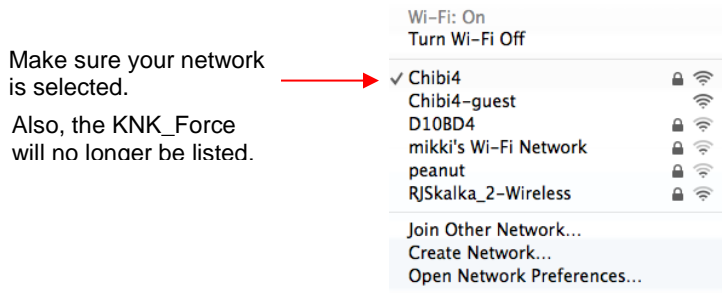 Make sure your network
is selected.
Also, the KNK_Force
will no longer be listed.
Wi-Fi: On
Turn Wi-Fi Off
✓ Chibi4
Chibi4-guest
D10BD4
mikki's Wi-Fi Network
peanut
RJSkalka_2-Wireless
Join Other Network...
Create Network...
Open Network Preferences...